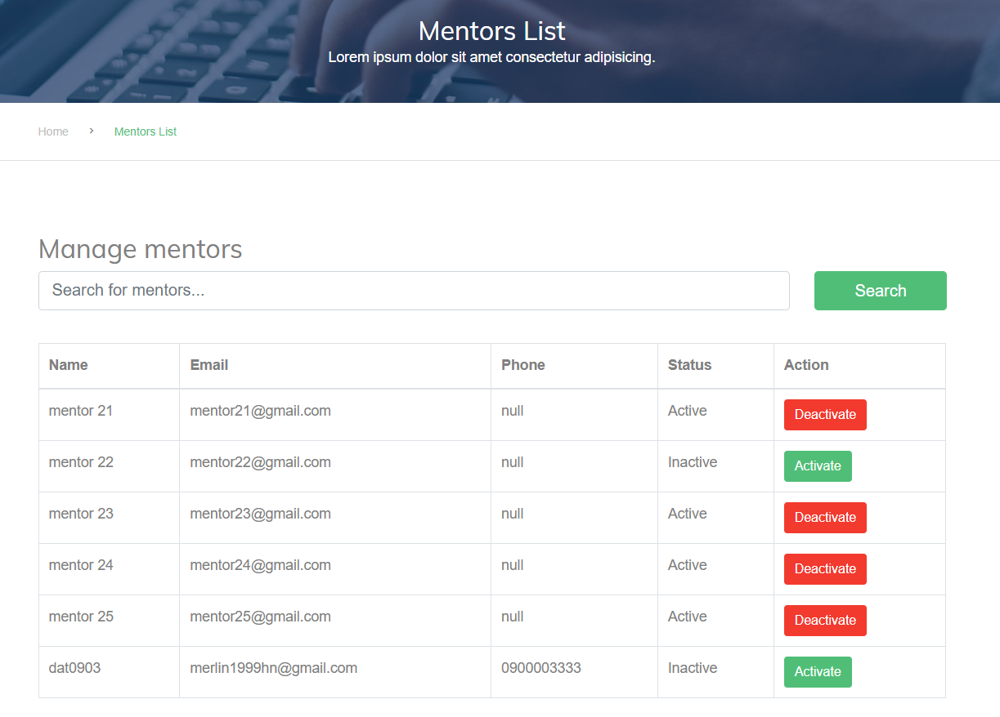 Mentors List
Lorem ipsum dolor sit amet consectetur adipisicing.
Home > Mentors List
Manage mentors
Search for mentors... Search
Name Email Phone Status Action
mentor 21 mentor21@gmail.com null Active Deactivate
mentor 22 mentor22@gmail.com null Inactive Activate
mentor 23 mentor23@gmail.com null Active Deactivate
mentor 24 mentor24@gmail.com null Active Deactivate
mentor 25 mentor25@gmail.com null Active Deactivate
dat0903 merlin1999hn@gmail.com 0900003333 Inactive Activate